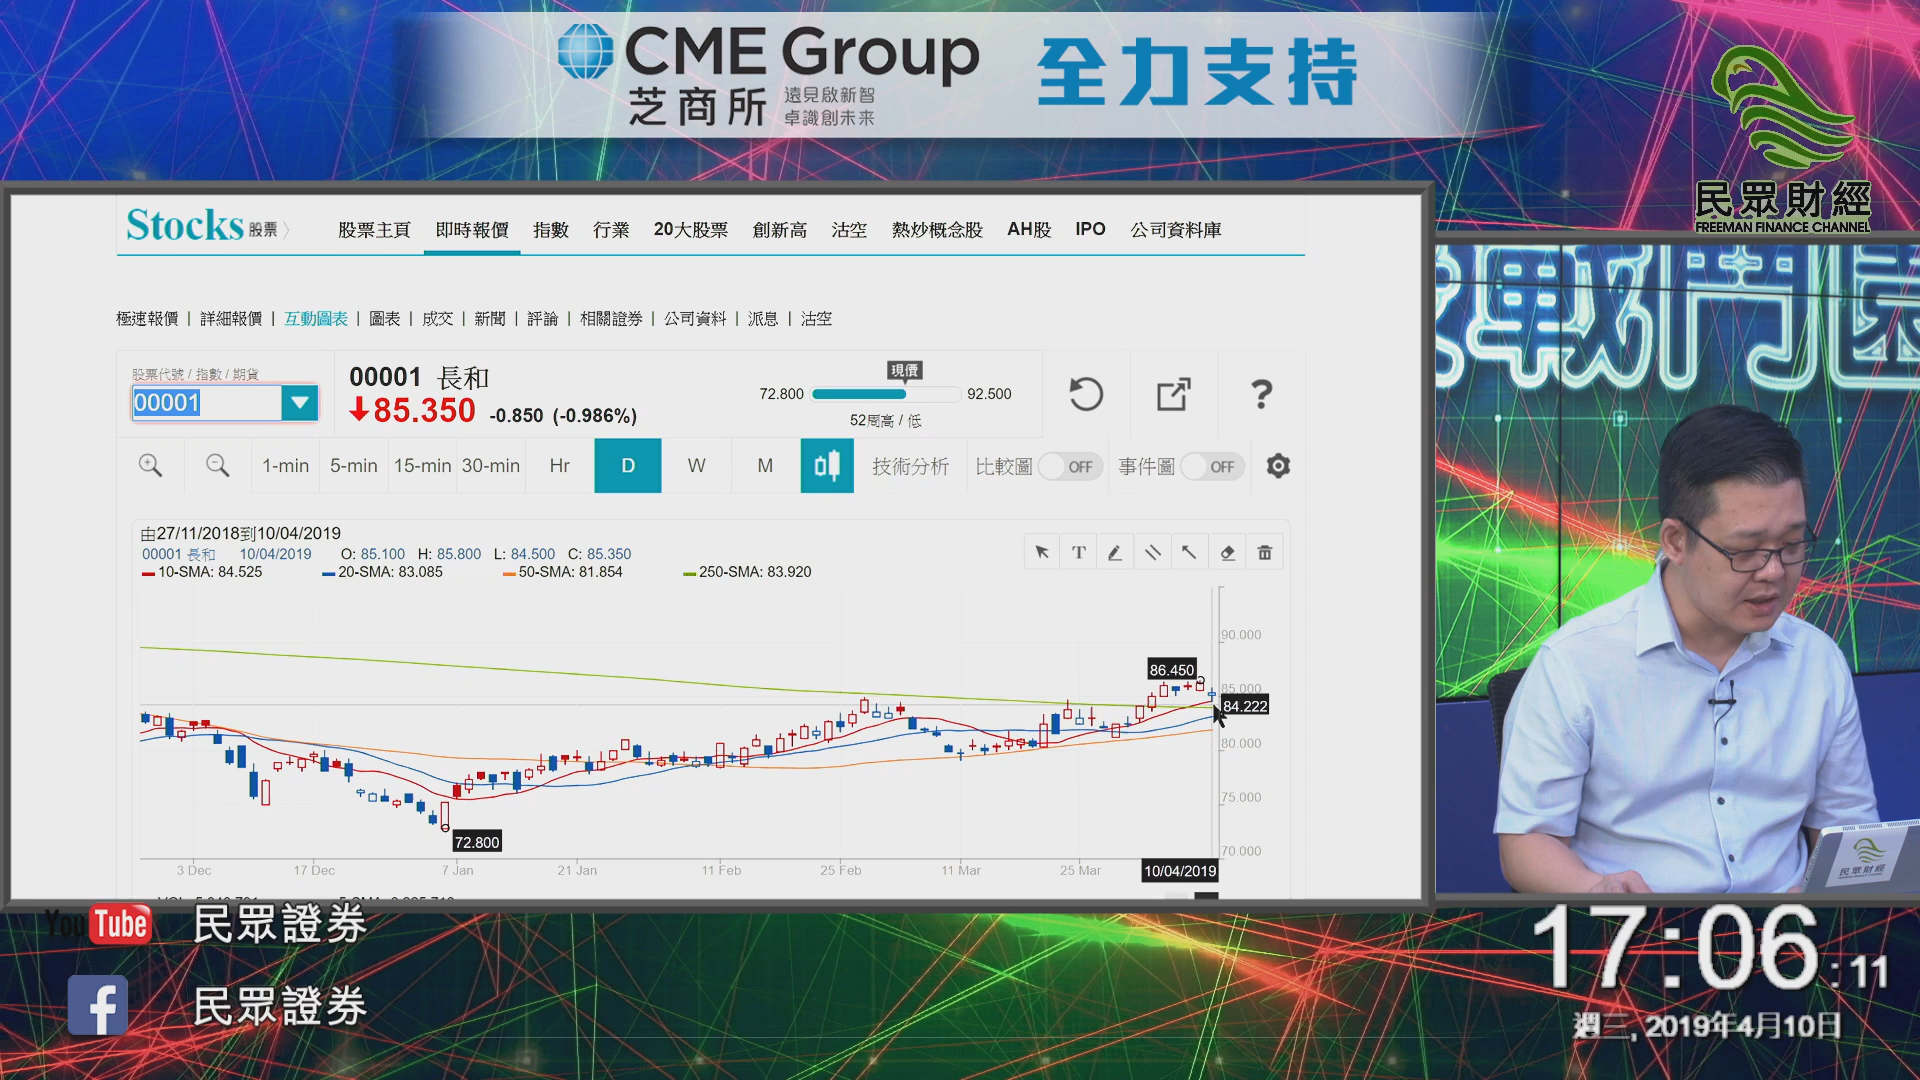 CME Group
芝商所
遠見啟新智
卓識創未來
全力支持
民眾財經
FREEMAN FINANCE CHANNEL
Stocks 股票
股票主頁 即時報價 指數 行業 20大股票 創新高 沽空 熱炒概念股 AH股 IPO 公司資料庫
極速報價 | 詳細報價 | 互動圖表 | 圖表 | 成交 | 新聞 | 評論 | 相關證券 | 公司資料 | 派息 | 沽空
股票代號 / 指數 / 期貨
00001
00001 長和
85.350 -0.850 (-0.986%)
現價
72.800 92.500
52周高 / 低
?
1-min 5-min 15-min 30-min Hr D W M 技術分析 比較圖 OFF 事件圖 OFF
由27/11/2018到10/04/2019
00001 長和 10/04/2019 O: 85.100 H: 85.800 L: 84.500 C: 85.350
10-SMA: 84.525 20-SMA: 83.085 50-SMA: 81.854 250-SMA: 83.920
T
90.000
86.450
85.000
84.222
80.000
75.000
72.800
70.000
3 Dec 17 Dec 7 Jan 21 Jan 11 Feb 25 Feb 11 Mar 25 Mar 10/04/2019
民眾財經
YouTube 民眾證券
f 民眾證券
17:06:11
週三, 2019年4月10日